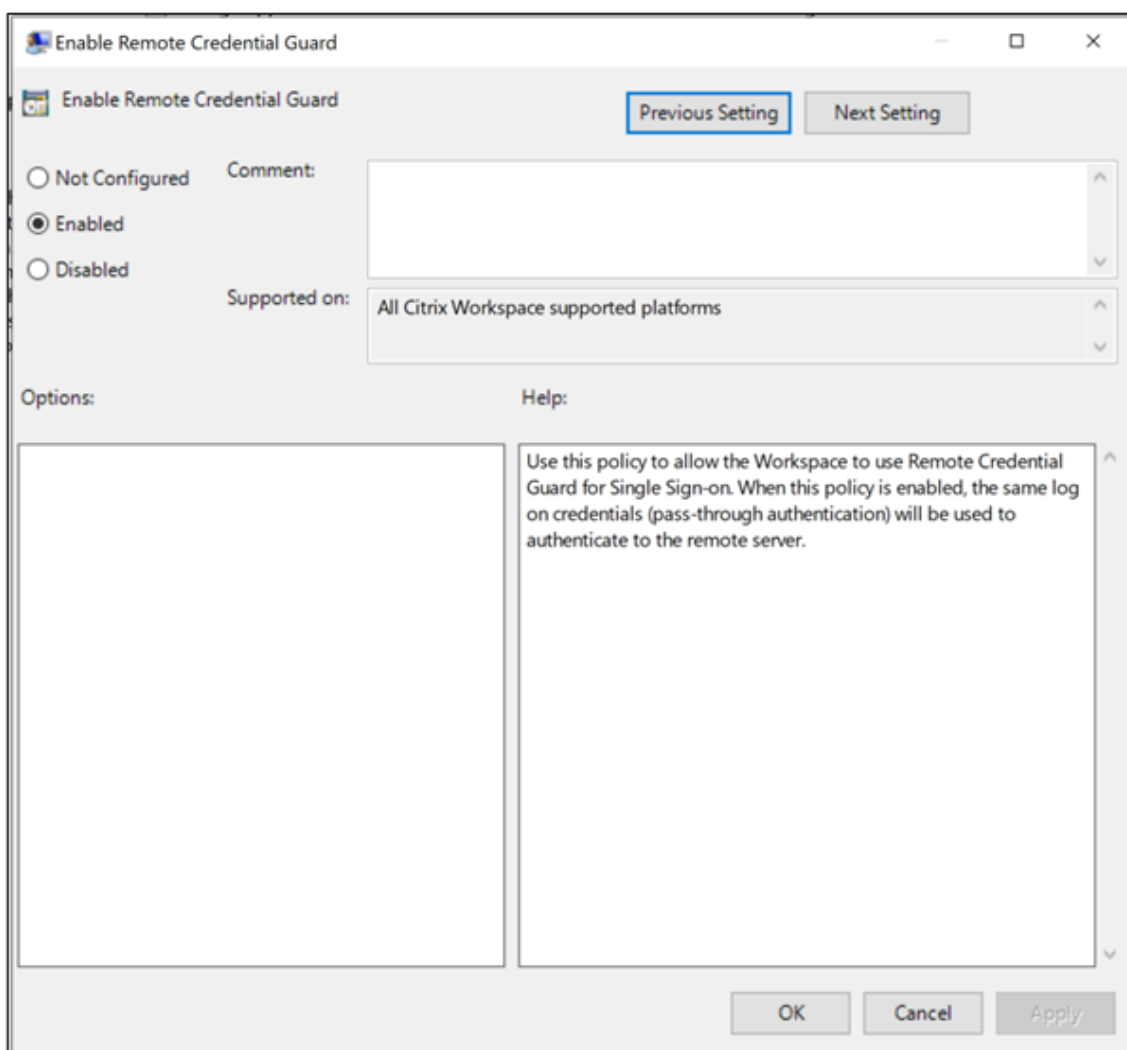 Enable Remote Credential Guard
Enable Remote Credential Guard
Previous Setting
Next Setting
Not Configured
Comment:
Enabled
Disabled
Supported on:
All Citrix Workspace supported platforms
Options:
Help:
Use this policy to allow the Workspace to use Remote Credential
Guard for Single Sign-on. When this policy is enabled, the same log
on credentials (pass-through authentication) will be used to
authenticate to the remote server.
OK
Cancel
Apply